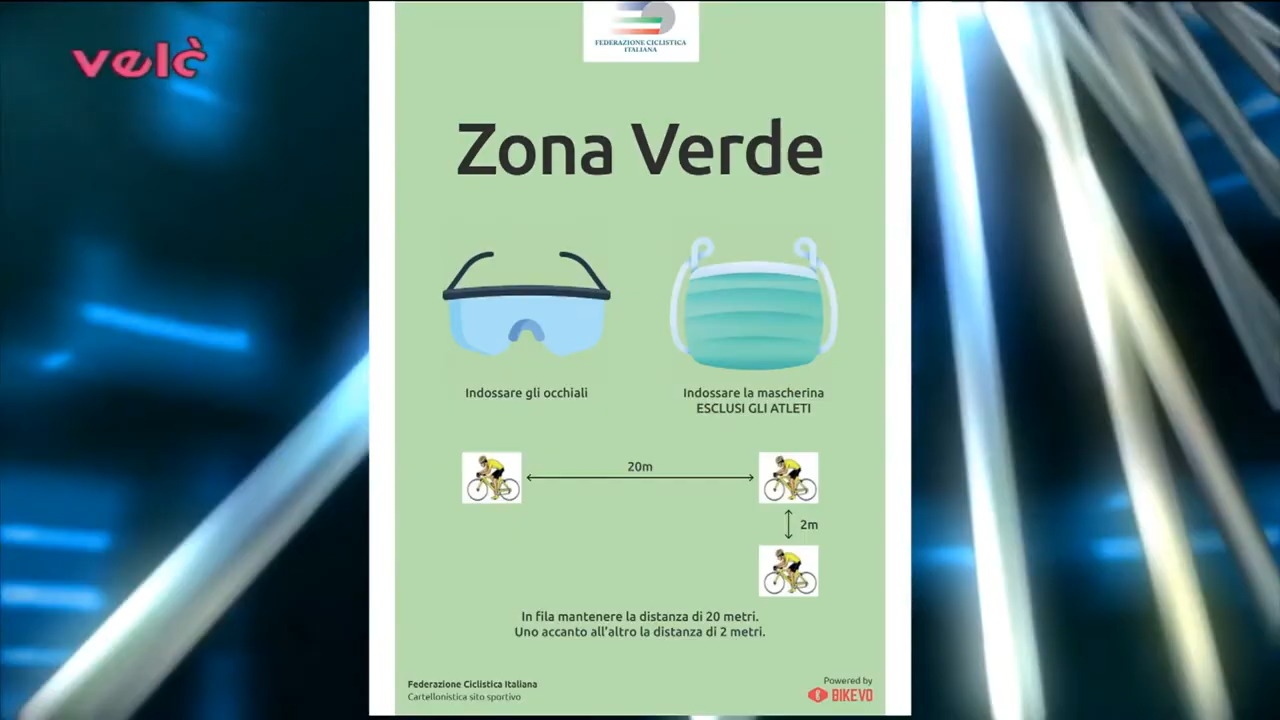 velò
FEDERAZIONE CICLISTICA
ITALIANA
Zona Verde
Indossare gli occhiali
Indossare la mascherina
ESCLUSI GLI ATLETI
20m
2m
In fila mantenere la distanza di 20 metri.
Uno accanto all'altro la distanza di 2 metri.
Federazione Ciclistica Italiana
Cartellonistica sito sportivo
Powered by
BIKEVO